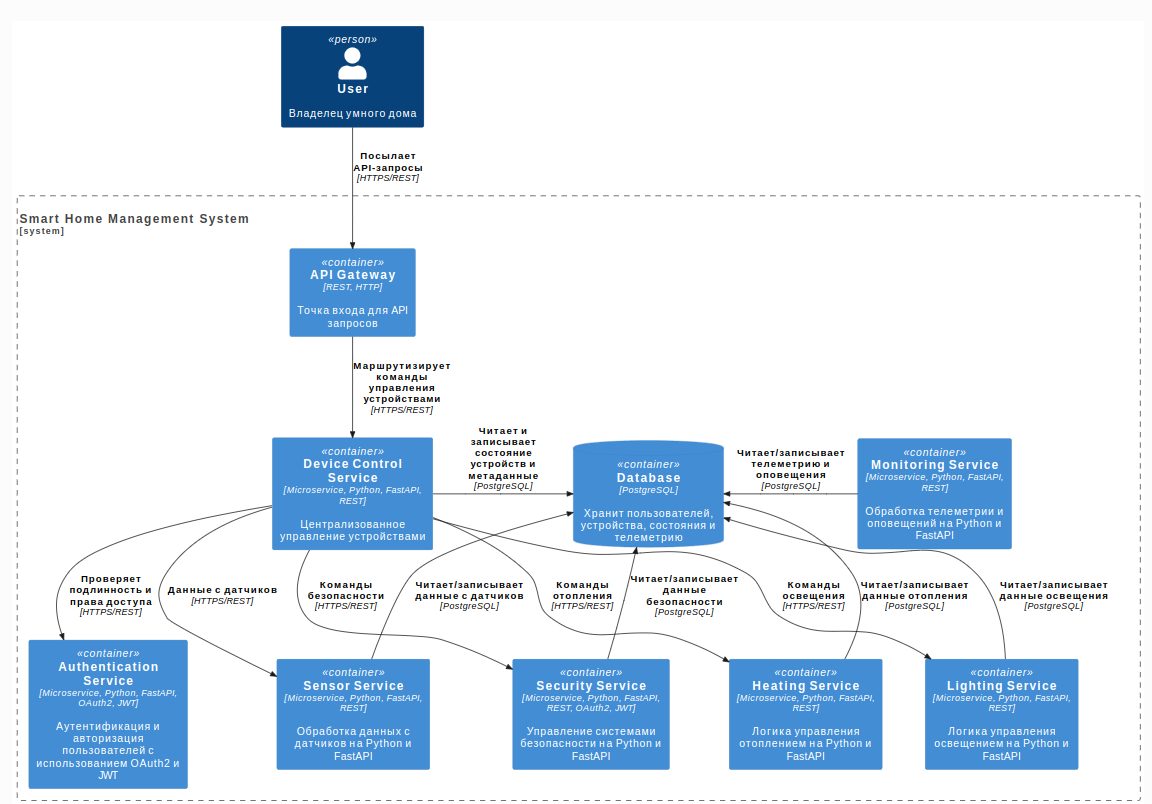 «person»
User
Владелец умного дома
Посылает
API-запросы
[HTTPS/REST]
Smart Home Management System
[system]
«container»
API Gateway
[REST, HTTP]
Точка входа для API
запросов
Маршрутизирует
команды
управления
устройствами
[HTTPS/REST]
«container»
Device Control
Service
[Microservice, Python, FastAPI,
REST]
Централизованное
управление устройствами
Читает и
записывает
состояние
устройств и
метаданные
[PostgreSQL]
«container»
Database
[PostgreSQL]
Хранит пользователей,
устройства, состояния и
телеметрию
Читает/записывает
телеметрию и
оповещения
[PostgreSQL]
«container»
Monitoring Service
[Microservice, Python, FastAPI,
REST]
Обработка телеметрии и
оповещений на Python и
FastAPI
Проверяет
подлинность и
права доступа
[HTTPS/REST]
Данные с датчиков
[HTTPS/REST]
Команды
безопасности
[HTTPS/REST]
Читает/записывает
данные с датчиков
[PostgreSQL]
Команды
отопления
[HTTPS/REST]
Читает/записывает
данные
безопасности
[PostgreSQL]
Команды
освещения
[HTTPS/REST]
Читает/записывает
данные отопления
[PostgreSQL]
Читает/записывает
данные освещения
[PostgreSQL]
«container»
Authentication
Service
[Microservice, Python, FastAPI,
OAuth2, JWT]
Аутентификация и
авторизация
пользователей с
использованием OAuth2 и
JWT
«container»
Sensor Service
[Microservice, Python, FastAPI,
REST]
Обработка данных с
датчиков на Python и
FastAPI
«container»
Security Service
[Microservice, Python, FastAPI,
REST, OAuth2, JWT]
Управление системами
безопасности на Python и
FastAPI
«container»
Heating Service
[Microservice, Python, FastAPI,
REST]
Логика управления
отоплением на Python и
FastAPI
«container»
Lighting Service
[Microservice, Python, FastAPI,
REST]
Логика управления
освещением на Python и
FastAPI